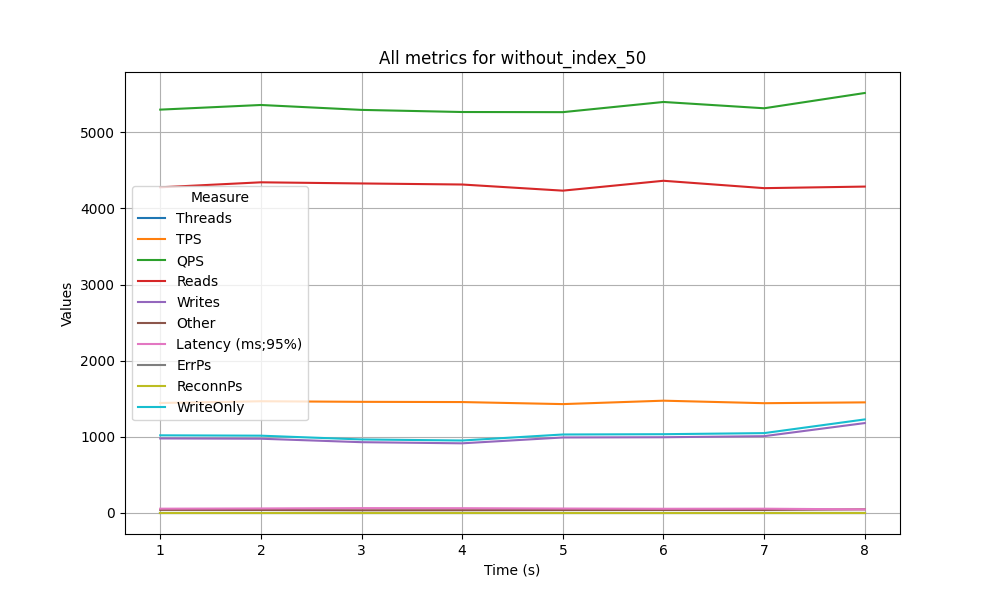 All metrics for without_index_50
5000
4000
3000
2000
1000
0
Values
Measure
Threads
TPS
QPS
Reads
Writes
Other
Latency (ms;95%)
ErrPs
ReconnPs
WriteOnly
1 2 3 4 5 6 7 8
Time (s)